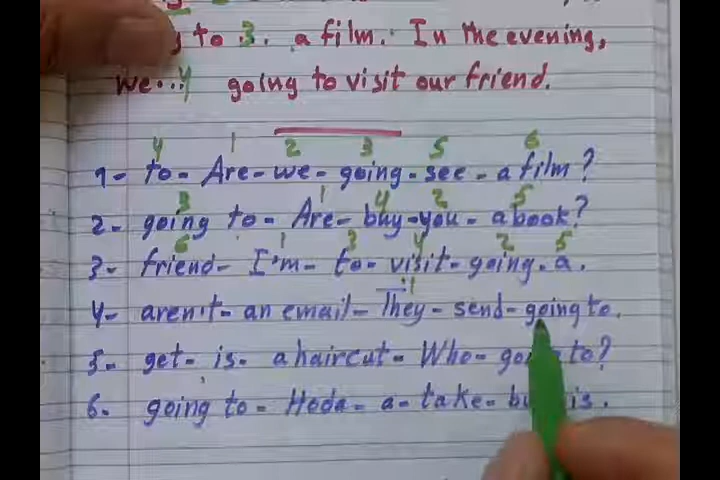 to 3. a film. In the evening,
we... 4 going to visit our friend.
4 1 2 3 5 6
1- to - Are - we - going - see - a film?
3 1 4 2 5
2- going to - Are - buy - you - a book?
6 1 3 4 2 5
3- friend - I'm - to - visit - going - a.
1
4- aren't - an email - They - send - going to.
5- get - is - a haircut - Who - going to?
6- going to - Hoda - a - take - is.